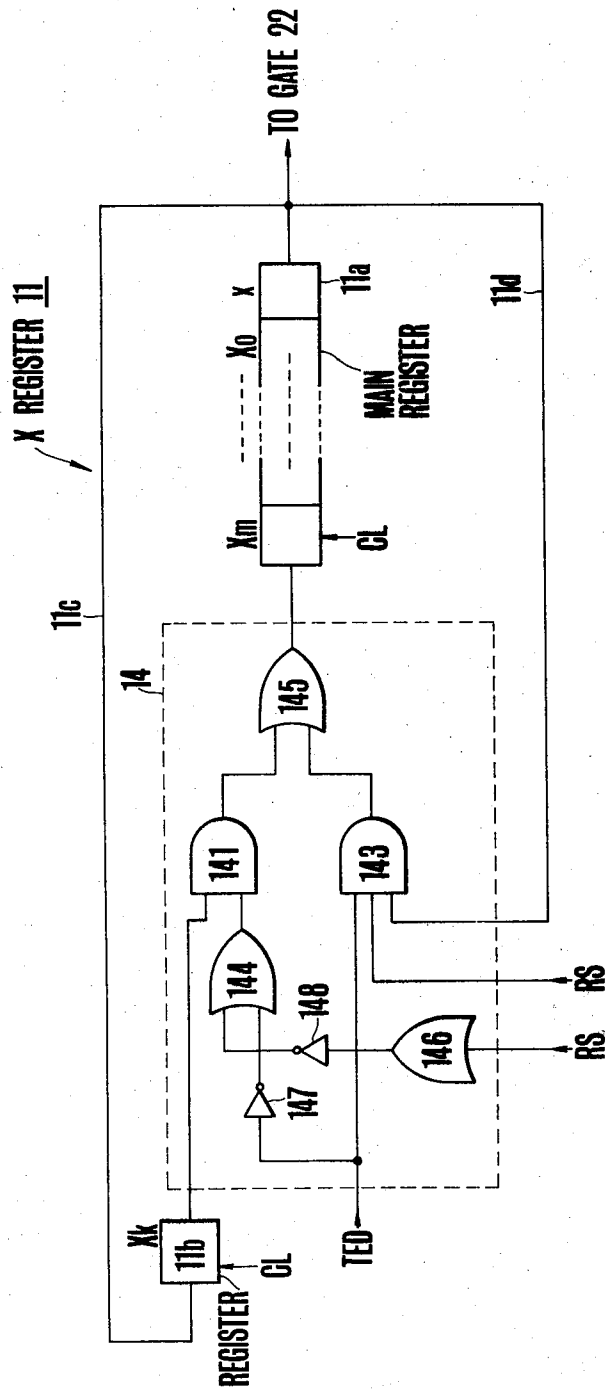 X REGISTER 11
11c
14
TO GATE 22
Xk
11b
REGISTER
CL
141
144
148
147
TED
146
143
145
RS
RS
Xm
CL
Xo
x
11a
MAIN
REGISTER
11d